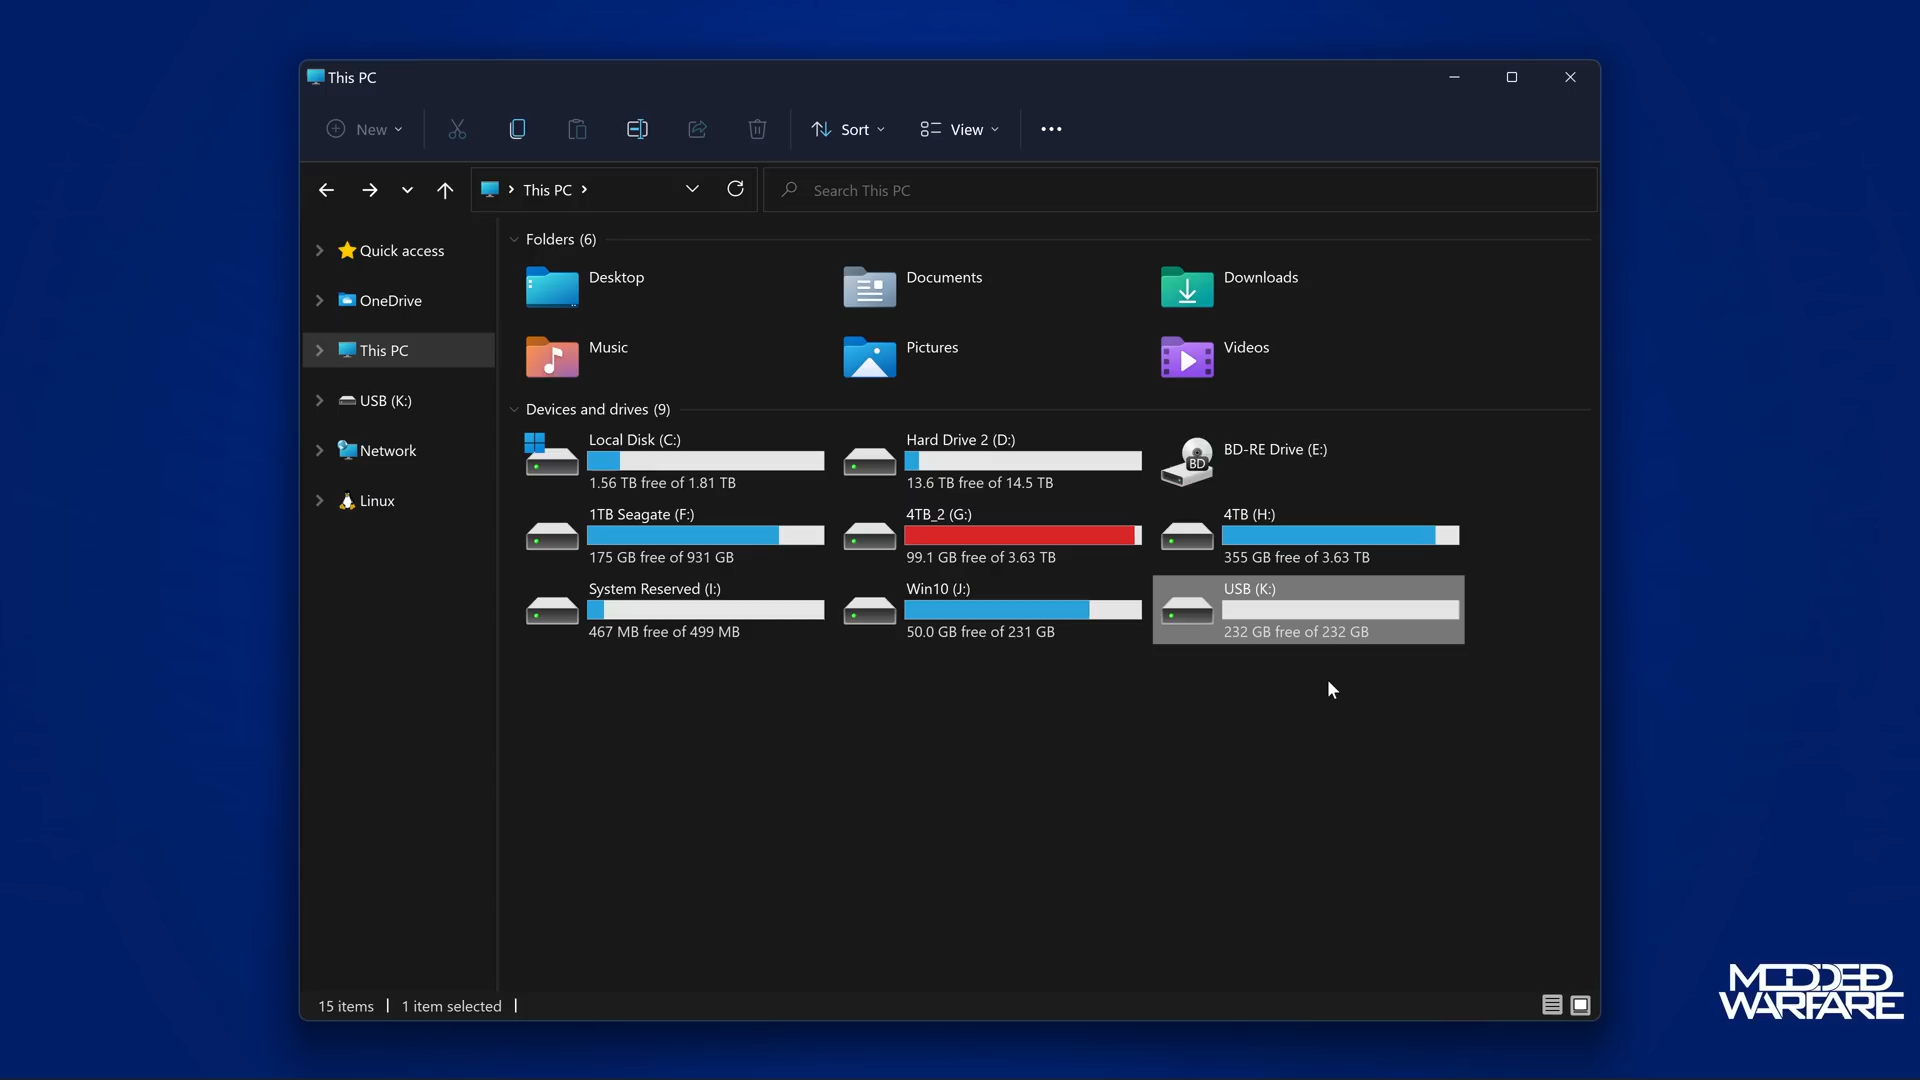 This PC
New
Sort
View
This PC
Search This PC
Quick access
OneDrive
This PC
USB (K:)
Network
Linux
Folders (6)
Desktop
Documents
Downloads
Music
Pictures
Videos
Devices and drives (9)
Local Disk (C:)
1.56 TB free of 1.81 TB
Hard Drive 2 (D:)
13.6 TB free of 14.5 TB
BD
BD-RE Drive (E:)
1TB Seagate (F:)
175 GB free of 931 GB
4TB_2 (G:)
99.1 GB free of 3.63 TB
4TB (H:)
355 GB free of 3.63 TB
System Reserved (I:)
467 MB free of 499 MB
Win10 (J:)
50.0 GB free of 231 GB
USB (K:)
232 GB free of 232 GB
15 items
1 item selected
MODDED
WARFARE